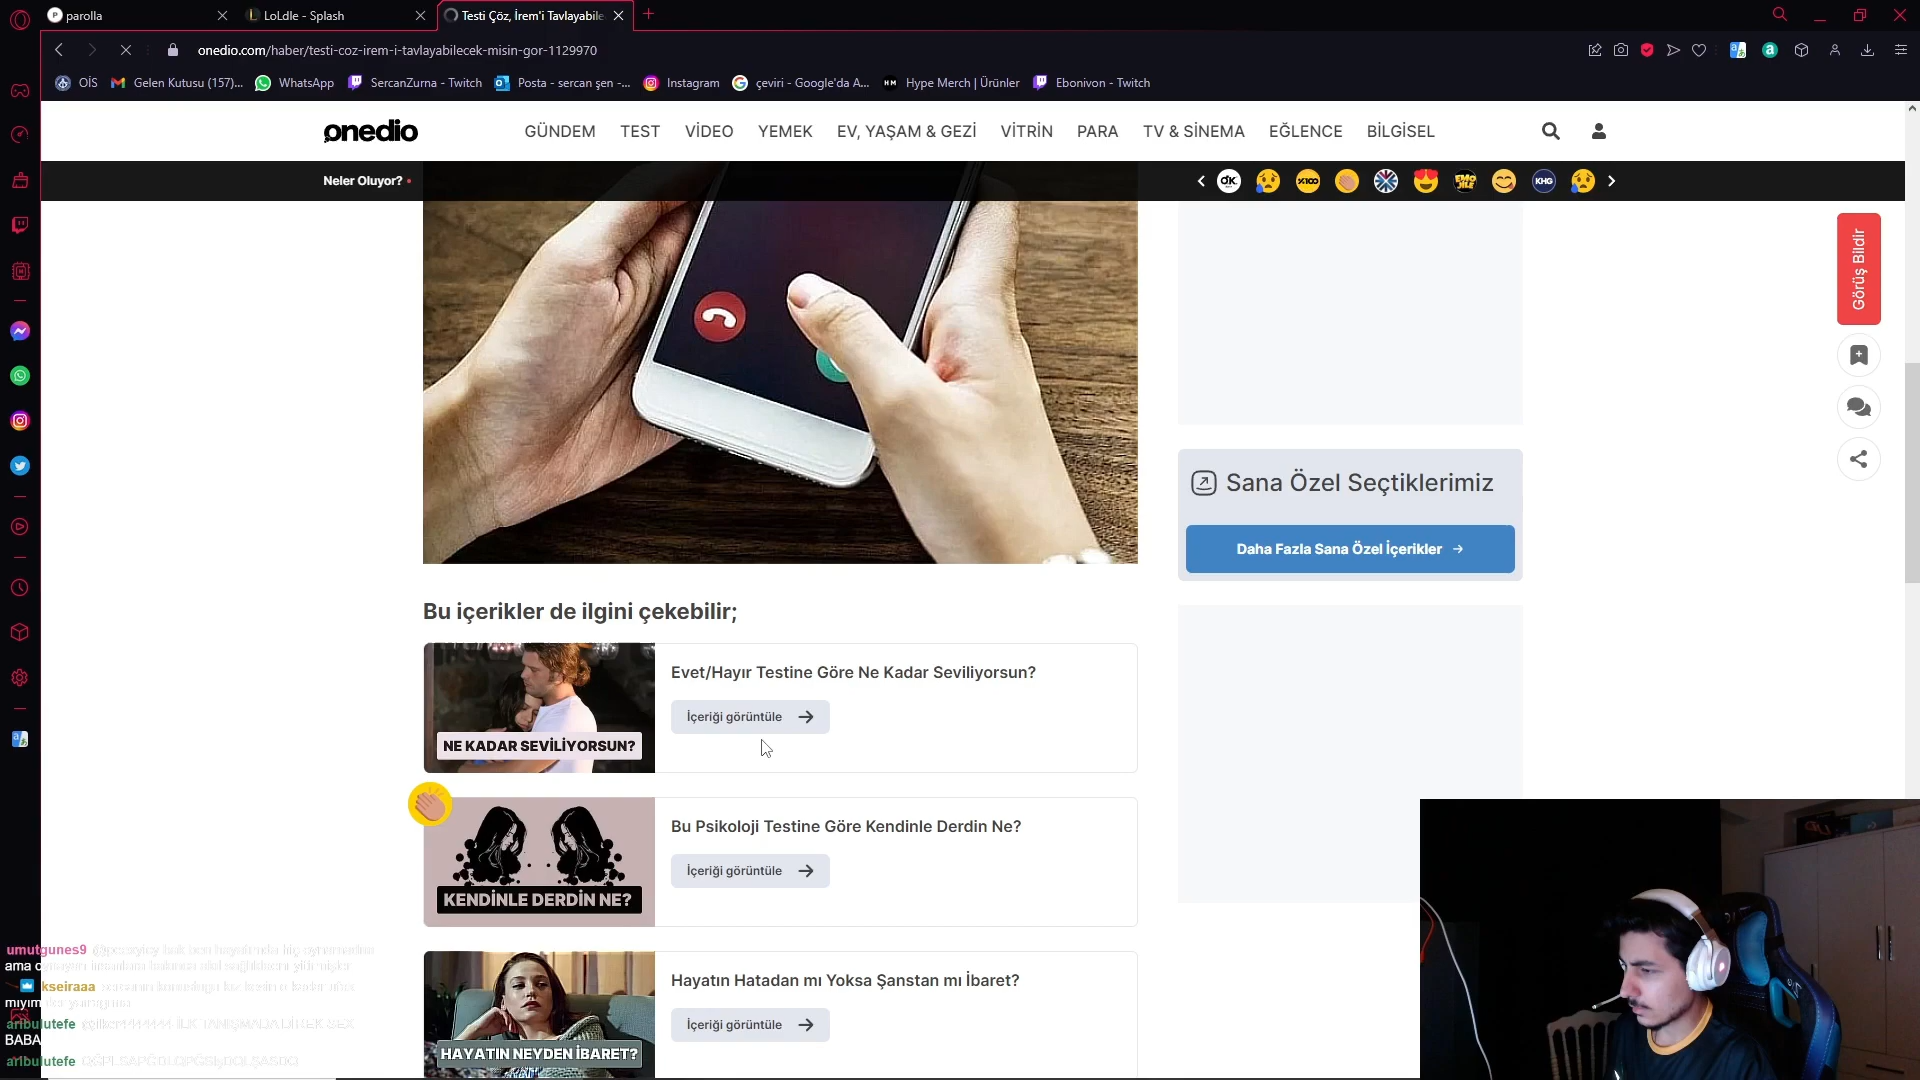 parolla
LoLdle - Splash
Testi Çöz, İrem'i Tavlayabile
onedio.com/haber/testi-coz-irem-i-tavlayabilecek-misin-gor-1129970
OİS
Gelen Kutusu (157)...
WhatsApp
SercanZurna - Twitch
Posta - sercan şen -...
Instagram
çeviri - Google'da A...
Hype Merch | Ürünler
Ebonivon - Twitch
onedio
GÜNDEM
TEST
VİDEO
YEMEK
EV, YAŞAM & GEZİ
VİTRİN
PARA
TV & SİNEMA
EĞLENCE
BİLGİSEL
Neler Oluyor?
%100
KHG
Görüş Bildir
Sana Özel Seçtiklerimiz
Daha Fazla Sana Özel İçerikler
Bu içerikler de ilgini çekebilir;
NE KADAR SEVİLİYORSUN?
Evet/Hayır Testine Göre Ne Kadar Seviliyorsun?
İçeriği görüntüle
KENDİNLE DERDİN NE?
Bu Psikoloji Testine Göre Kendinle Derdin Ne?
İçeriği görüntüle
HAYATIN NEYDEN İBARET?
Hayatın Hatadan mı Yoksa Şanstan mı İbaret?
İçeriği görüntüle
umutgunes9
ama
kseiraaa
aribulutefe
BABA
aribulutefe